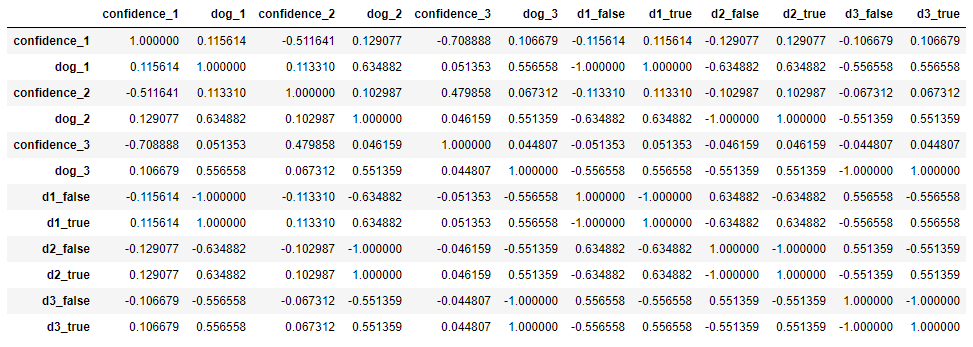 confidence_1 dog_1 confidence_2 dog_2 confidence_3 dog_3 d1_false d1_true d2_false d2_true d3_false d3_true
confidence_1 1.000000 0.115614 -0.511641 0.129077 -0.708888 0.106679 -0.115614 0.115614 -0.129077 0.129077 -0.106679 0.106679
dog_1 0.115614 1.000000 0.113310 0.634882 0.051353 0.556558 -1.000000 1.000000 -0.634882 0.634882 -0.556558 0.556558
confidence_2 -0.511641 0.113310 1.000000 0.102987 0.479858 0.067312 -0.113310 0.113310 -0.102987 0.102987 -0.067312 0.067312
dog_2 0.129077 0.634882 0.102987 1.000000 0.046159 0.551359 -0.634882 0.634882 -1.000000 1.000000 -0.551359 0.551359
confidence_3 -0.708888 0.051353 0.479858 0.046159 1.000000 0.044807 -0.051353 0.051353 -0.046159 0.046159 -0.044807 0.044807
dog_3 0.106679 0.556558 0.067312 0.551359 0.044807 1.000000 -0.556558 0.556558 -0.551359 0.551359 -1.000000 1.000000
d1_false -0.115614 -1.000000 -0.113310 -0.634882 -0.051353 -0.556558 1.000000 -1.000000 0.634882 -0.634882 0.556558 -0.556558
d1_true 0.115614 1.000000 0.113310 0.634882 0.051353 0.556558 -1.000000 1.000000 -0.634882 0.634882 -0.556558 0.556558
d2_false -0.129077 -0.634882 -0.102987 -1.000000 -0.046159 -0.551359 0.634882 -0.634882 1.000000 -1.000000 0.551359 -0.551359
d2_true 0.129077 0.634882 0.102987 1.000000 0.046159 0.551359 -0.634882 0.634882 -1.000000 1.000000 -0.551359 0.551359
d3_false -0.106679 -0.556558 -0.067312 -0.551359 -0.044807 -1.000000 0.556558 -0.556558 0.551359 -0.551359 1.000000 -1.000000
d3_true 0.106679 0.556558 0.067312 0.551359 0.044807 1.000000 -0.556558 0.556558 -0.551359 0.551359 -1.000000 1.000000